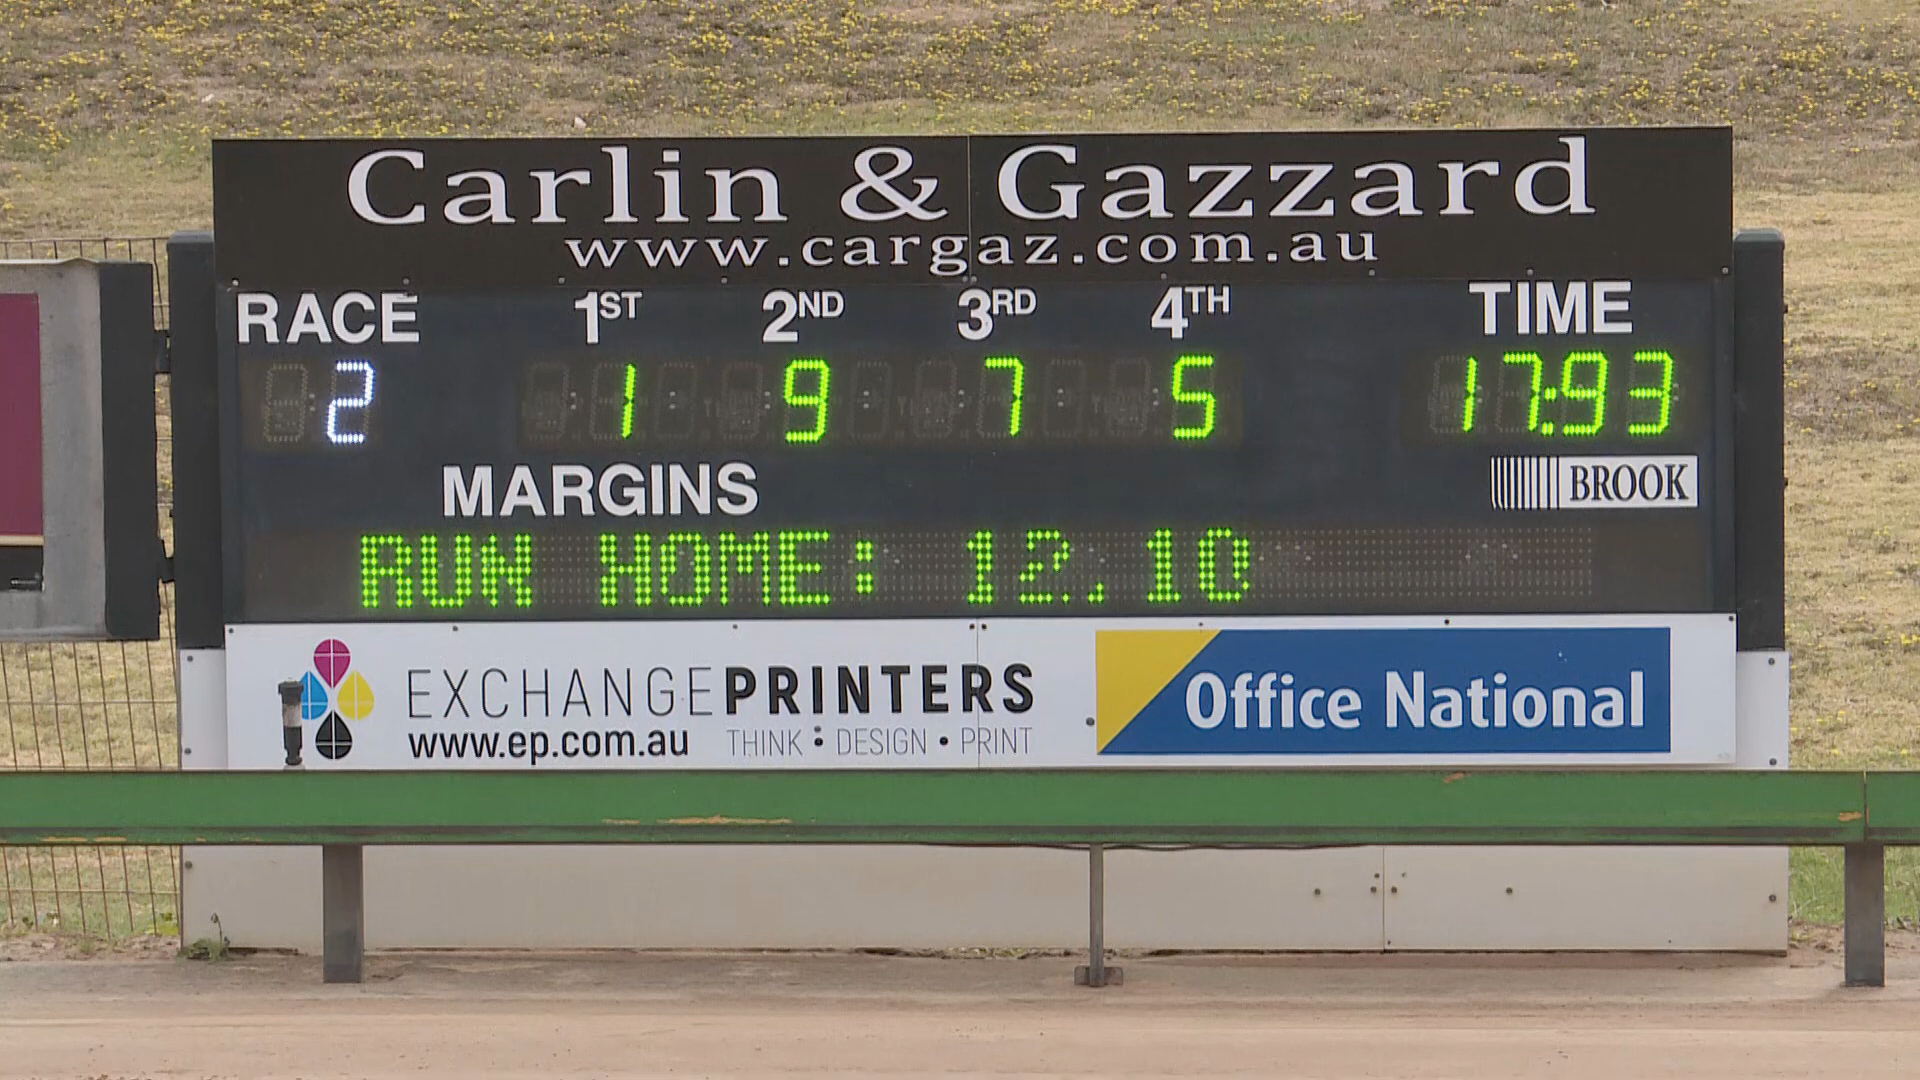 Carlin & Gazzard
www.cargaz.com.au
RACE 1ST 2ND 3RD 4TH TIME
2 1 9 7 5 17:93
MARGINS BROOK
RUN HOME: 12.10
EXCHANGEPRINTERS
www.ep.com.au THINK • DESIGN • PRINT
Office National